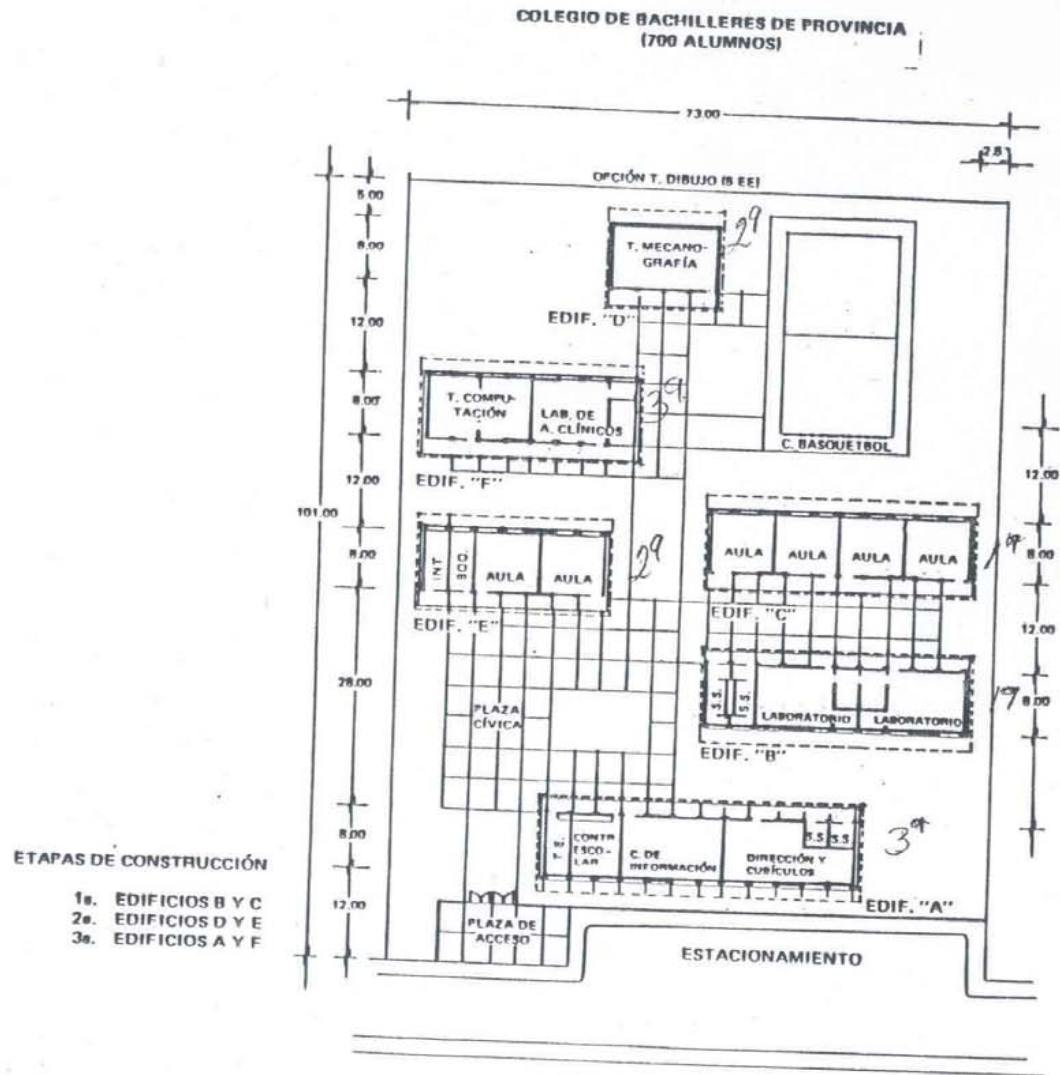 COLEGIO DE BACHILLERES DE PROVINCIA
(700 ALUMNOS)
73.00
2.5
OPCIÓN T. DIBUJO (8 EE)
5.00
8.00
12.00
8.00
12.00
8.00
28.00
8.00
12.00
101.00
T. MECANO-
GRAFÍA
2ª
EDIF. "D"
T. COMPU-
TACIÓN
LAB. DE
A. CLÍNICOS
3ª
EDIF. "F"
C. BASQUETBOL
12.00
8.00
12.00
8.00
INT
BOD.
AULA
AULA
2ª
EDIF. "E"
AULA
AULA
AULA
AULA
1ª
EDIF. "C"
S.S.
S.S.
LABORATORIO
LABORATORIO
1ª
EDIF. "B"
PLAZA
CÍVICA
CONTR
ESCO-
LAR
C. DE
INFORMACIÓN
DIRECCIÓN Y
CUBÍCULOS
S.S.
S.S.
3ª
EDIF. "A"
PLAZA DE
ACCESO
ESTACIONAMIENTO
ETAPAS DE CONSTRUCCIÓN
1a. EDIFICIOS B Y C
2a. EDIFICIOS D Y E
3a. EDIFICIOS A Y F